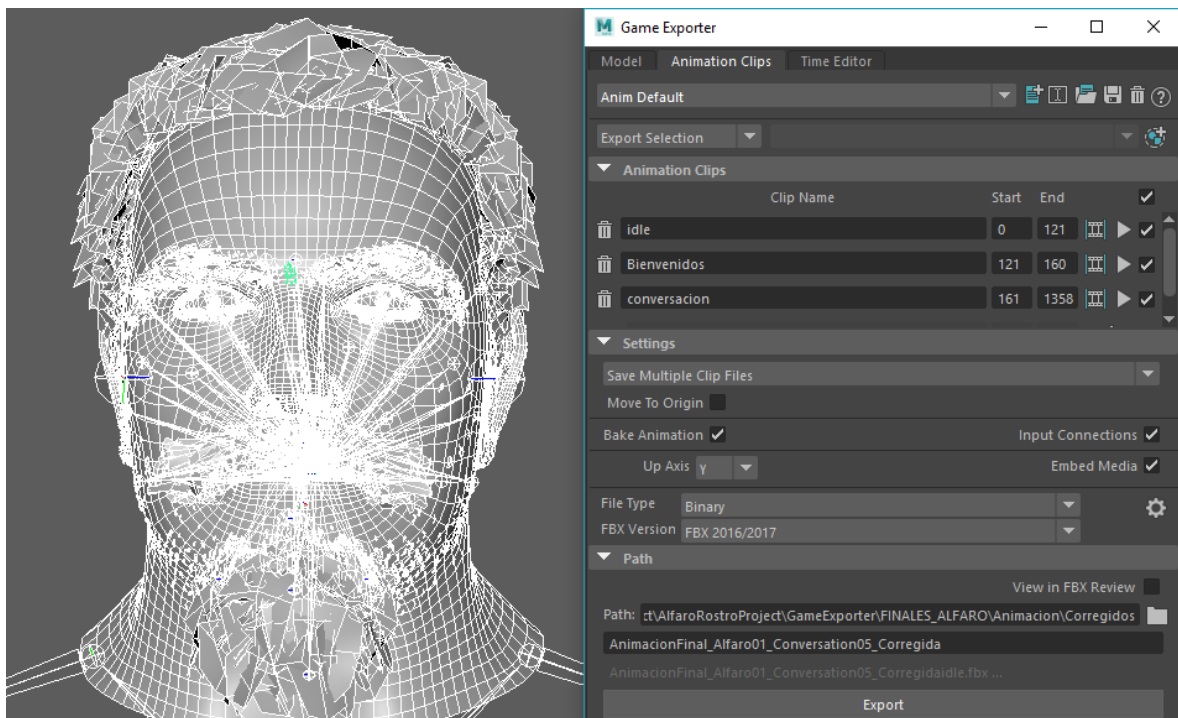 Game Exporter
Model Animation Clips Time Editor
Anim Default
Export Selection
Animation Clips
Clip Name Start End
idle 0 121
Bienvenidos 121 160
conversacion 161 1358
Settings
Save Multiple Clip Files
Move To Origin
Bake Animation Input Connections
Up Axis y Embed Media
File Type Binary
FBX Version FBX 2016/2017
Path
View in FBX Review
Path: :t\AlfaroRostroProject\GameExporter\FINALES_ALFARO\Animacion\Corregidos
AnimacionFinal_Alfaro01_Conversation05_Corregida
AnimacionFinal_Alfaro01_Conversation05_Corregidaidle.fbx ...
Export